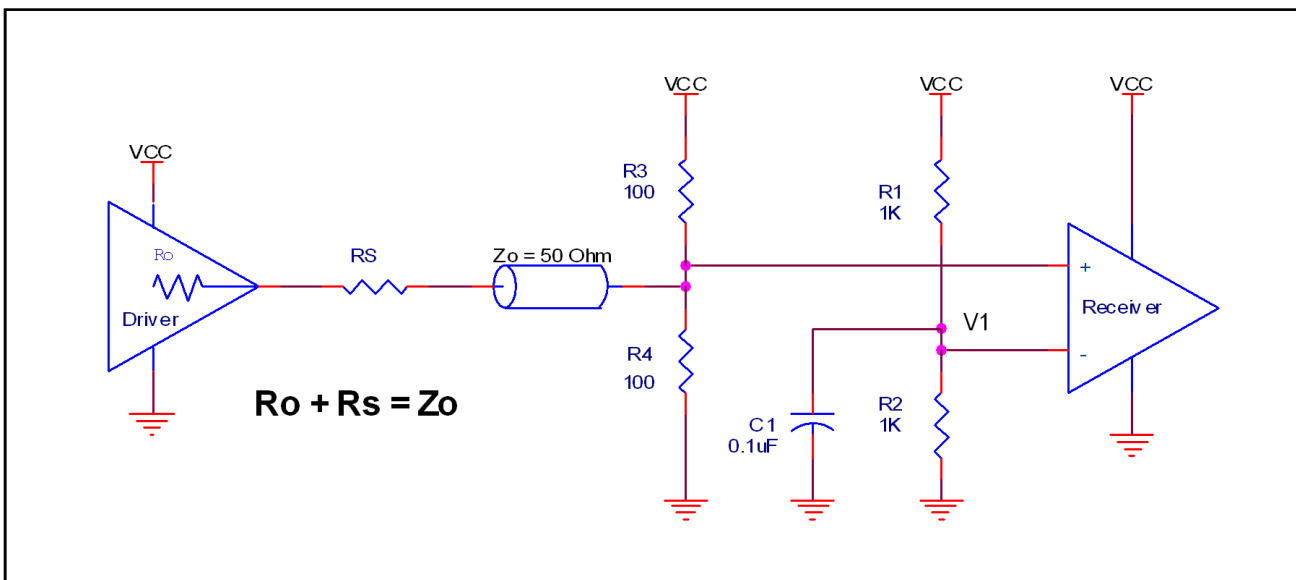 VCC
VCC
VCC
VCC
R3
100
R1
1K
Ro
RS
Zo = 50 Ohm
+
Driver
Receiver
V1
-
R4
100
Ro + Rs = Zo
C1
0.1uF
R2
1K